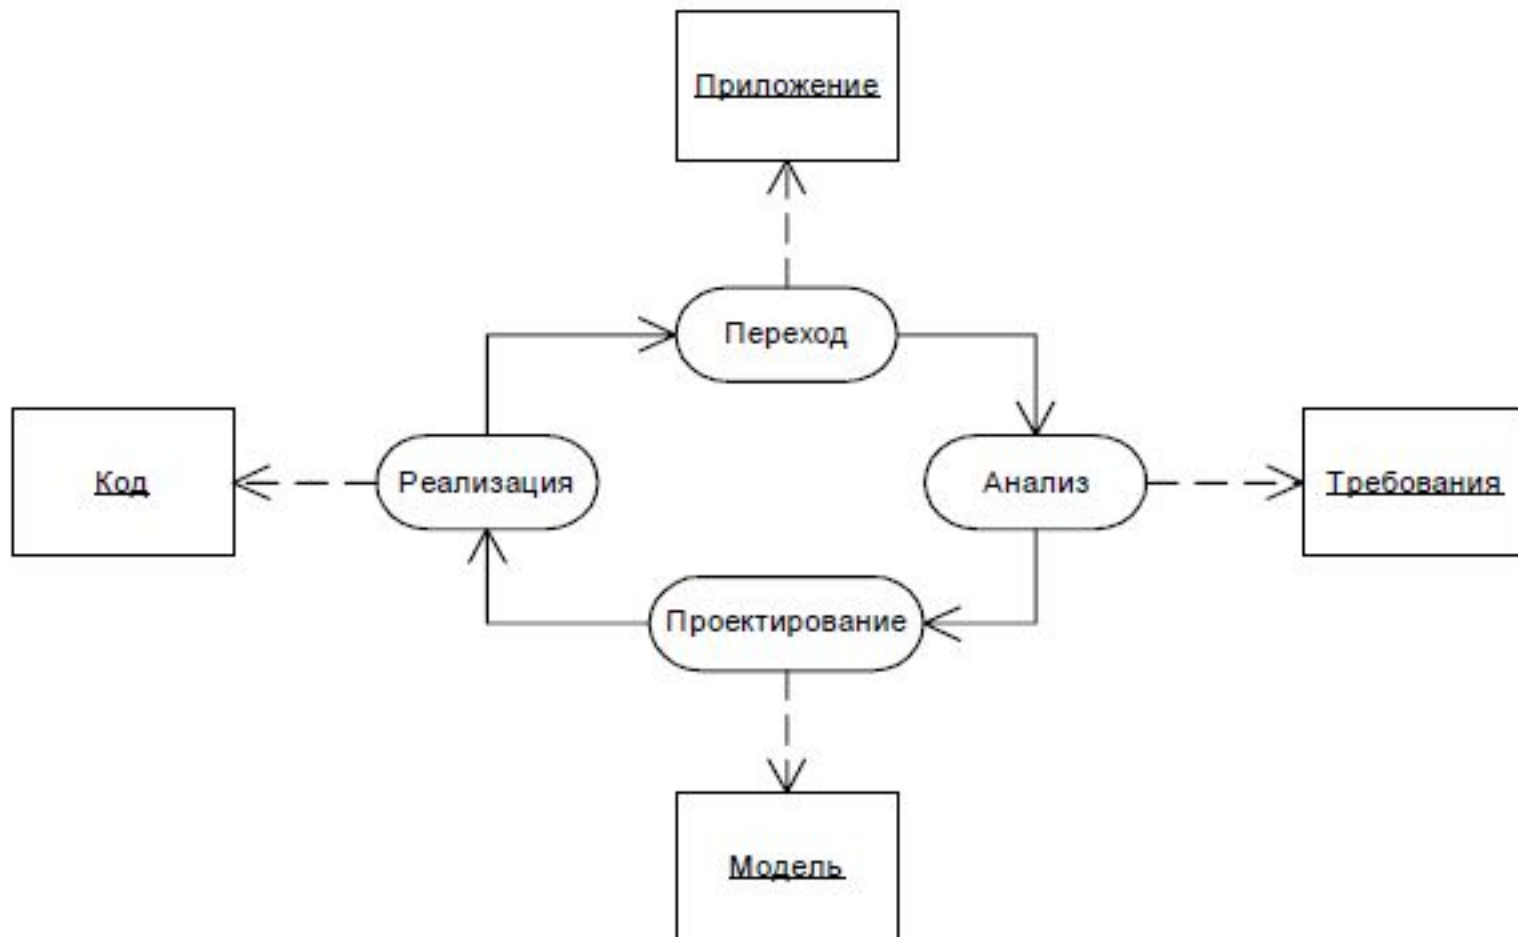 Приложение
Переход
Код
Реализация
Анализ
Требования
Проектирование
Модель